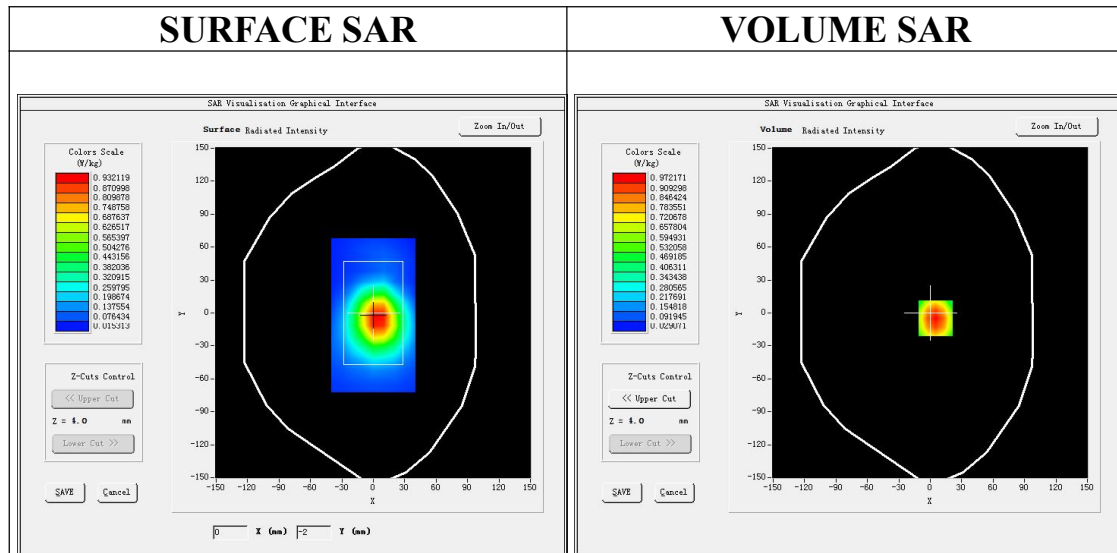 SURFACE SAR
VOLUME SAR
SAR Visualisation Graphical Interface
Surface Radiated Intensity
Zoom In/Out
Colors Scale
(W/kg)
0.932119
0.870998
0.809878
0.748758
0.687637
0.626517
0.565397
0.504276
0.443156
0.382036
0.320915
0.259795
0.198674
0.137554
0.076434
0.015313
150
120
90
60
30
0
-30
-60
-90
-120
-150
Y
-150 -120 -90 -60 -30 0 30 60 90 120 150
X
Z-Cuts Control
<< Upper Cut
Z = 4.0 mm
Lower Cut >>
SAVE Cancel
0 X (mm) -2 Y (mm)
SAR Visualisation Graphical Interface
Volume Radiated Intensity
Zoom In/Out
Colors Scale
(W/kg)
0.972171
0.909298
0.846424
0.783551
0.720678
0.657804
0.594931
0.532058
0.469185
0.406311
0.343438
0.280565
0.217691
0.154818
0.091945
0.029071
150
120
90
60
30
0
-30
-60
-90
-120
-150
Y
-150 -120 -90 -60 -30 0 30 60 90 120 150
X
Z-Cuts Control
<< Upper Cut
Z = 4.0 mm
Lower Cut >>
SAVE Cancel